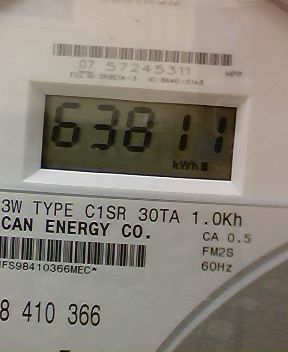 07 57245311
63811
kWh
3W TYPE C1SR 30TA 1.0Kh
CAN ENERGY CO.
CA 0.5
FM2S
60Hz
IFS98410366MEC*
8 410 366